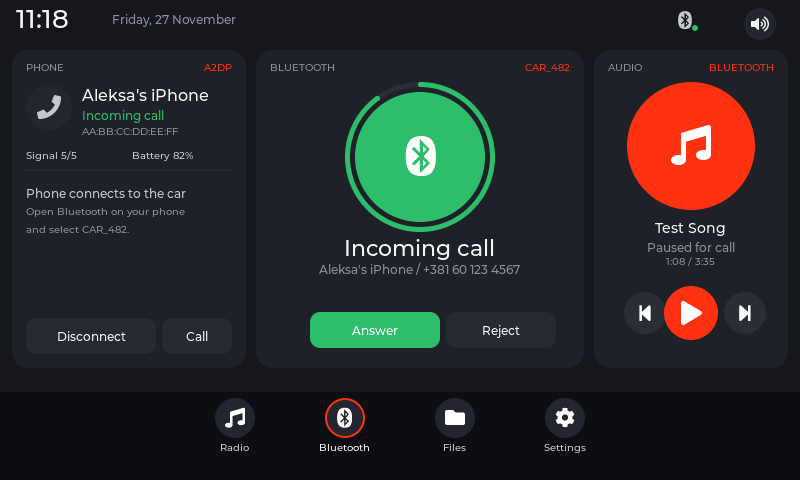 11:18
Friday, 27 November
PHONE
A2DP
Aleksa's iPhone
Incoming call
AA:BB:CC:DD:EE:FF
Signal 5/5
Battery 82%
Phone connects to the car
Open Bluetooth on your phone
and select CAR_482.
Disconnect
Call
BLUETOOTH
CAR_482
Incoming call
Aleksa's iPhone / +381 60 123 4567
Answer
Reject
AUDIO
BLUETOOTH
Test Song
Paused for call
1:08 / 3:35
Radio
Bluetooth
Files
Settings